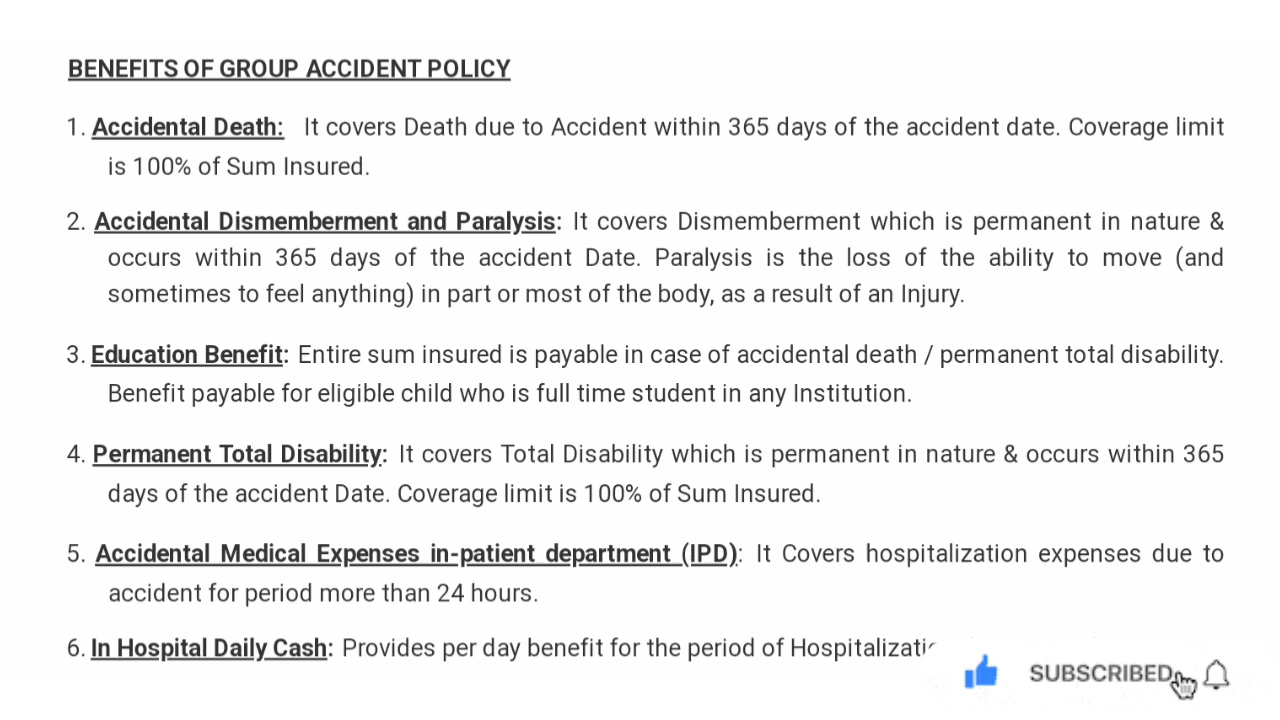 BENEFITS OF GROUP ACCIDENT POLICY
1. Accidental Death: It covers Death due to Accident within 365 days of the accident date. Coverage limit
is 100% of Sum Insured.
2. Accidental Dismemberment and Paralysis: It covers Dismemberment which is permanent in nature &
occurs within 365 days of the accident Date. Paralysis is the loss of the ability to move (and
sometimes to feel anything) in part or most of the body, as a result of an Injury.
3. Education Benefit: Entire sum insured is payable in case of accidental death / permanent total disability.
Benefit payable for eligible child who is full time student in any Institution.
4. Permanent Total Disability: It covers Total Disability which is permanent in nature & occurs within 365
days of the accident Date. Coverage limit is 100% of Sum Insured.
5. Accidental Medical Expenses in-patient department (IPD): It Covers hospitalization expenses due to
accident for period more than 24 hours.
6. In Hospital Daily Cash: Provides per day benefit for the period of
SUBSCRIBED